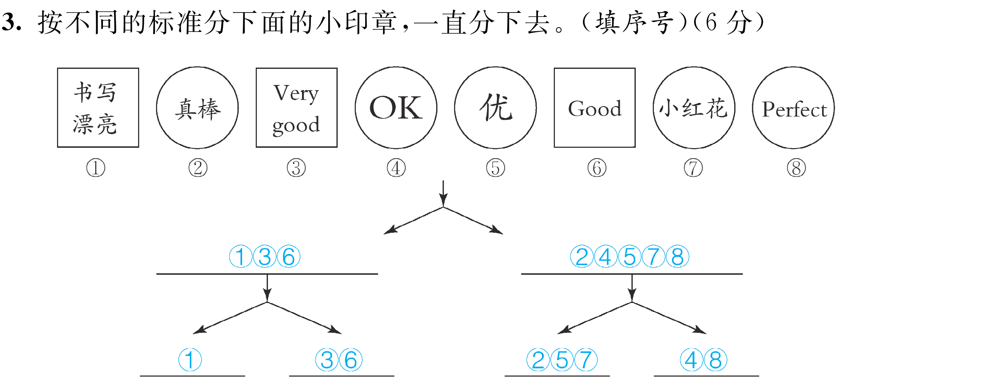 3. 按不同的标准分下面的小印章,一直分下去。(填序号)(6 分)
书写
漂亮
真棒
Very
good
OK
优
Good
小红花
Perfect
① ② ③ ④ ⑤ ⑥ ⑦ ⑧
①③⑥ ②④⑤⑦⑧
① ③⑥ ②⑤⑦ ④⑧